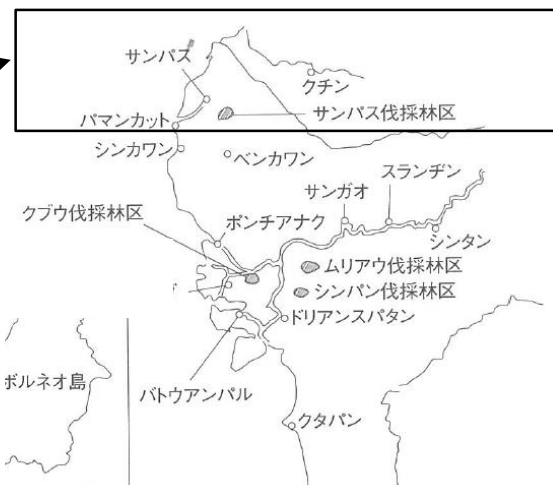 サンパス
クチン
サンパス伐採林区
パマンカット
シンカワン
ベンカワン
スランヂン
サンガオ
クブウ伐採林区
ポンチアナク
シンタン
ムリアウ伐採林区
シンパン伐採林区
ドリアンスパタン
ボルネオ島
バトウアンパル
クタパン